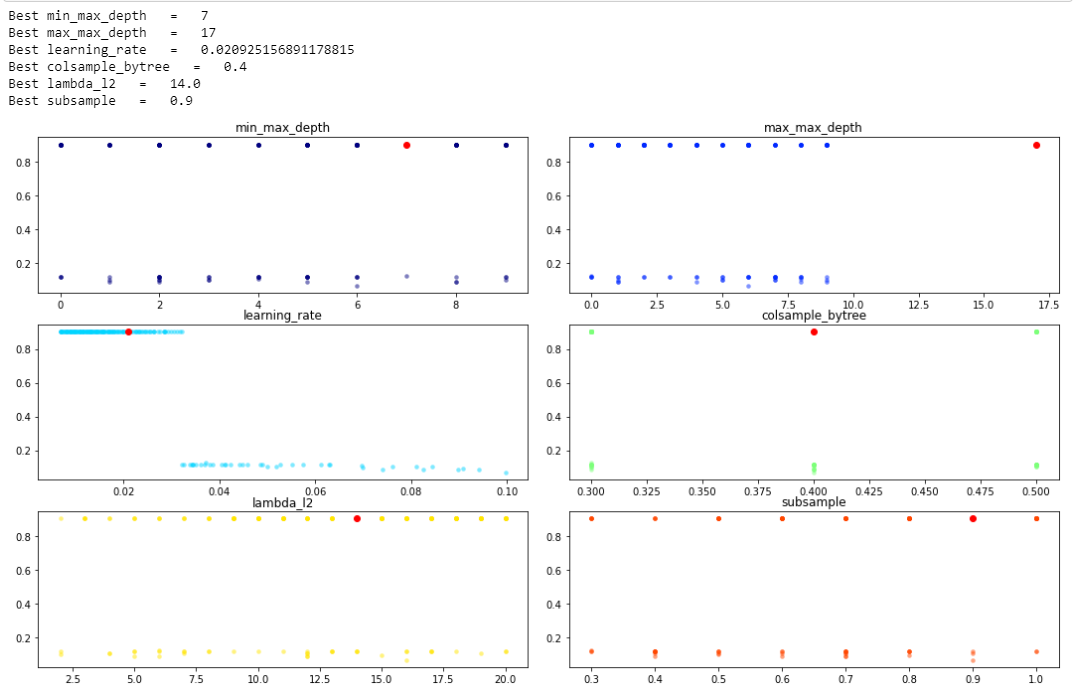 Best min_max_depth   =   7
Best max_max_depth   =   17
Best learning_rate   =   0.020925156891178815
Best colsample_bytree   =   0.4
Best lambda_l2   =   14.0
Best subsample   =   0.9
min_max_depth
0.8
0.6
0.4
0.2
0 2 4 6 8
max_max_depth
0.8
0.6
0.4
0.2
0.0 2.5 5.0 7.5 10.0 12.5 15.0 17.5
learning_rate
0.8
0.6
0.4
0.2
0.02 0.04 0.06 0.08 0.10
colsample_bytree
0.8
0.6
0.4
0.2
0.300 0.325 0.350 0.375 0.400 0.425 0.450 0.475 0.500
lambda_l2
0.8
0.6
0.4
0.2
2.5 5.0 7.5 10.0 12.5 15.0 17.5 20.0
subsample
0.8
0.6
0.4
0.2
0.3 0.4 0.5 0.6 0.7 0.8 0.9 1.0